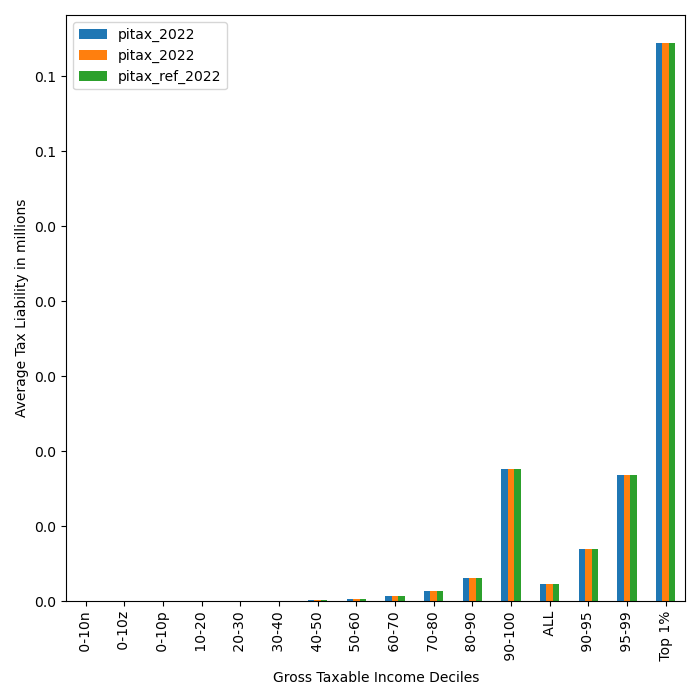 pitax_2022
pitax_2022
pitax_ref_2022
0.1
0.1
0.0
0.0
0.0
0.0
0.0
0.0
Average Tax Liability in millions
0-10n
0-10z
0-10p
10-20
20-30
30-40
40-50
50-60
60-70
70-80
80-90
90-100
ALL
90-95
95-99
Top 1%
Gross Taxable Income Deciles